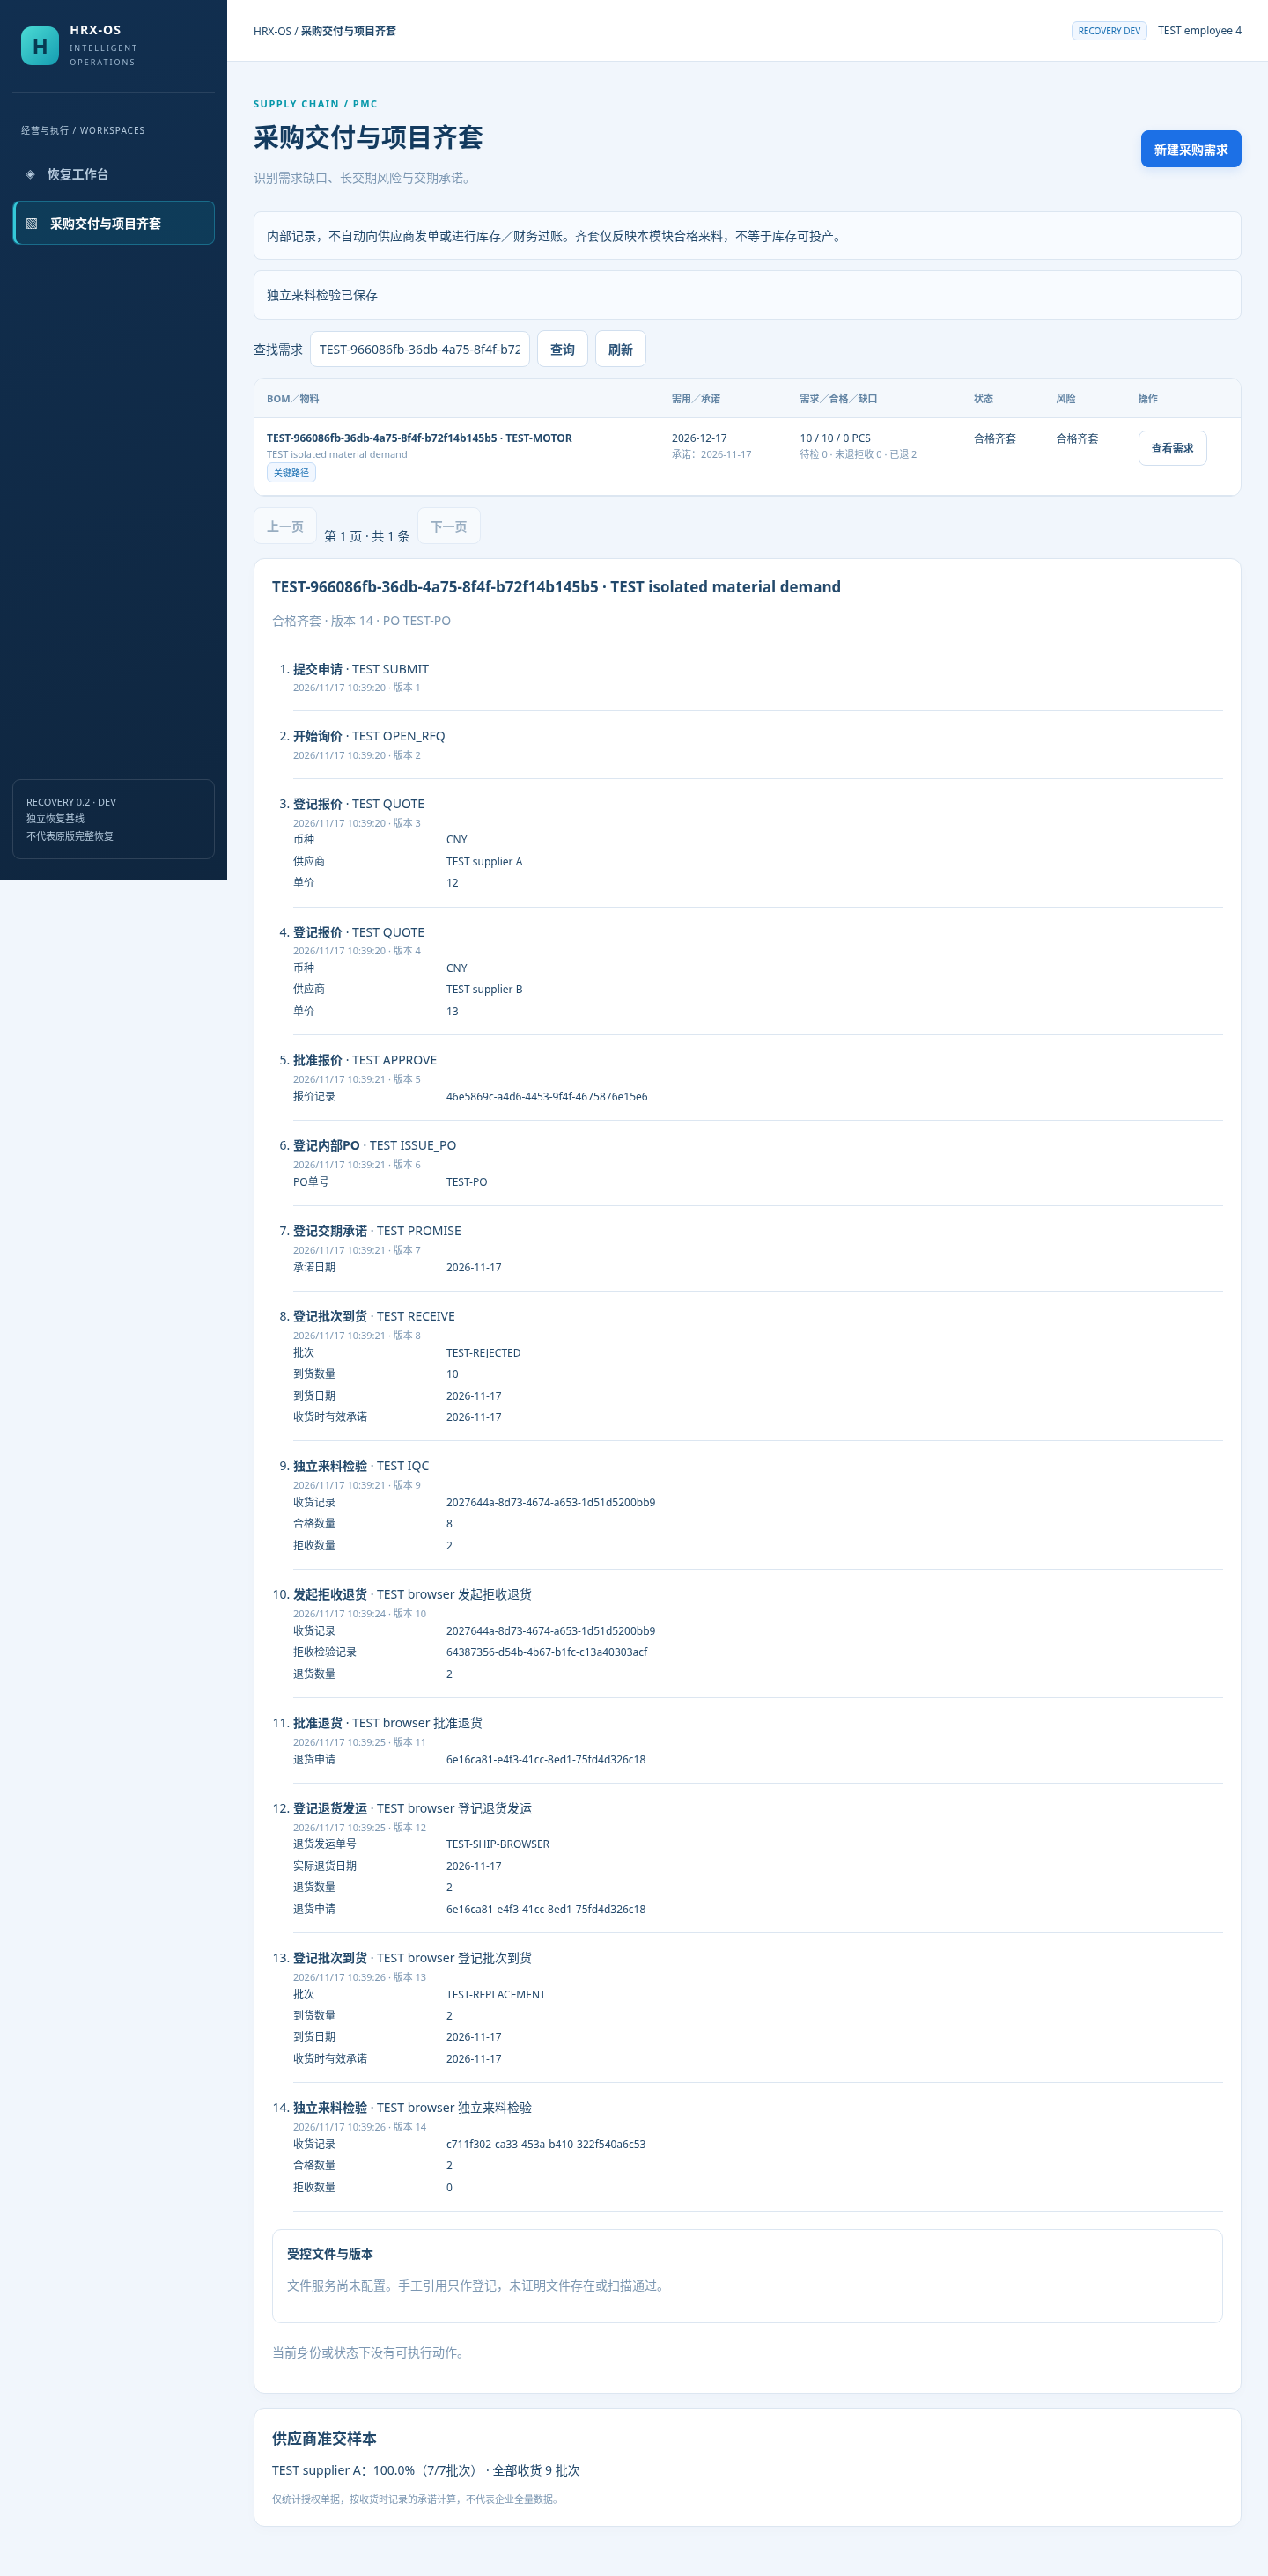 H
HRX-OS
INTELLIGENT
OPERATIONS
经营与执行 / WORKSPACES
恢复工作台
采购交付与项目齐套
RECOVERY 0.2 · DEV
独立恢复基线
不代表原版完整恢复
HRX-OS / 采购交付与项目齐套
RECOVERY DEV
TEST employee 4
SUPPLY CHAIN / PMC
采购交付与项目齐套
识别需求缺口、长交期风险与交期承诺。
新建采购需求
内部记录，不自动向供应商发单或进行库存／财务过账。齐套仅反映本模块合格来料，不等于库存可投产。
独立来料检验已保存
查找需求 TEST-966086fb-36db-4a75-8f4f-b72 查询 刷新
BOM／物料 需用／承诺 需求／合格／缺口 状态 风险 操作
TEST-966086fb-36db-4a75-8f4f-b72f14b145b5 · TEST-MOTOR 2026-12-17 10 / 10 / 0 PCS 合格齐套 合格齐套 查看需求
TEST isolated material demand 承诺：2026-11-17 待检 0 · 未退拒收 0 · 已退 2
关键路径
上一页 第 1 页 · 共 1 条 下一页
TEST-966086fb-36db-4a75-8f4f-b72f14b145b5 · TEST isolated material demand
合格齐套 · 版本 14 · PO TEST-PO
1. 提交申请 · TEST SUBMIT
2026/11/17 10:39:20 · 版本 1
2. 开始询价 · TEST OPEN_RFQ
2026/11/17 10:39:20 · 版本 2
3. 登记报价 · TEST QUOTE
2026/11/17 10:39:20 · 版本 3
币种 CNY
供应商 TEST supplier A
单价 12
4. 登记报价 · TEST QUOTE
2026/11/17 10:39:20 · 版本 4
币种 CNY
供应商 TEST supplier B
单价 13
5. 批准报价 · TEST APPROVE
2026/11/17 10:39:21 · 版本 5
报价记录 46e5869c-a4d6-4453-9f4f-4675876e15e6
6. 登记内部PO · TEST ISSUE_PO
2026/11/17 10:39:21 · 版本 6
PO单号 TEST-PO
7. 登记交期承诺 · TEST PROMISE
2026/11/17 10:39:21 · 版本 7
承诺日期 2026-11-17
8. 登记批次到货 · TEST RECEIVE
2026/11/17 10:39:21 · 版本 8
批次 TEST-REJECTED
到货数量 10
到货日期 2026-11-17
收货时有效承诺 2026-11-17
9. 独立来料检验 · TEST IQC
2026/11/17 10:39:21 · 版本 9
收货记录 2027644a-8d73-4674-a653-1d51d5200bb9
合格数量 8
拒收数量 2
10. 发起拒收退货 · TEST browser 发起拒收退货
2026/11/17 10:39:24 · 版本 10
收货记录 2027644a-8d73-4674-a653-1d51d5200bb9
拒收检验记录 64387356-d54b-4b67-b1fc-c13a40303acf
退货数量 2
11. 批准退货 · TEST browser 批准退货
2026/11/17 10:39:25 · 版本 11
退货申请 6e16ca81-e4f3-41cc-8ed1-75fd4d326c18
12. 登记退货发运 · TEST browser 登记退货发运
2026/11/17 10:39:25 · 版本 12
退货发运单号 TEST-SHIP-BROWSER
实际退货日期 2026-11-17
退货数量 2
退货申请 6e16ca81-e4f3-41cc-8ed1-75fd4d326c18
13. 登记批次到货 · TEST browser 登记批次到货
2026/11/17 10:39:26 · 版本 13
批次 TEST-REPLACEMENT
到货数量 2
到货日期 2026-11-17
收货时有效承诺 2026-11-17
14. 独立来料检验 · TEST browser 独立来料检验
2026/11/17 10:39:26 · 版本 14
收货记录 c711f302-ca33-453a-b410-322f540a6c53
合格数量 2
拒收数量 0
受控文件与版本
文件服务尚未配置。手工引用只作登记，未证明文件存在或扫描通过。
当前身份或状态下没有可执行动作。
供应商准交样本
TEST supplier A：100.0%（7/7批次） · 全部收货 9 批次
仅统计授权单据，按收货时记录的承诺计算，不代表企业全量数据。